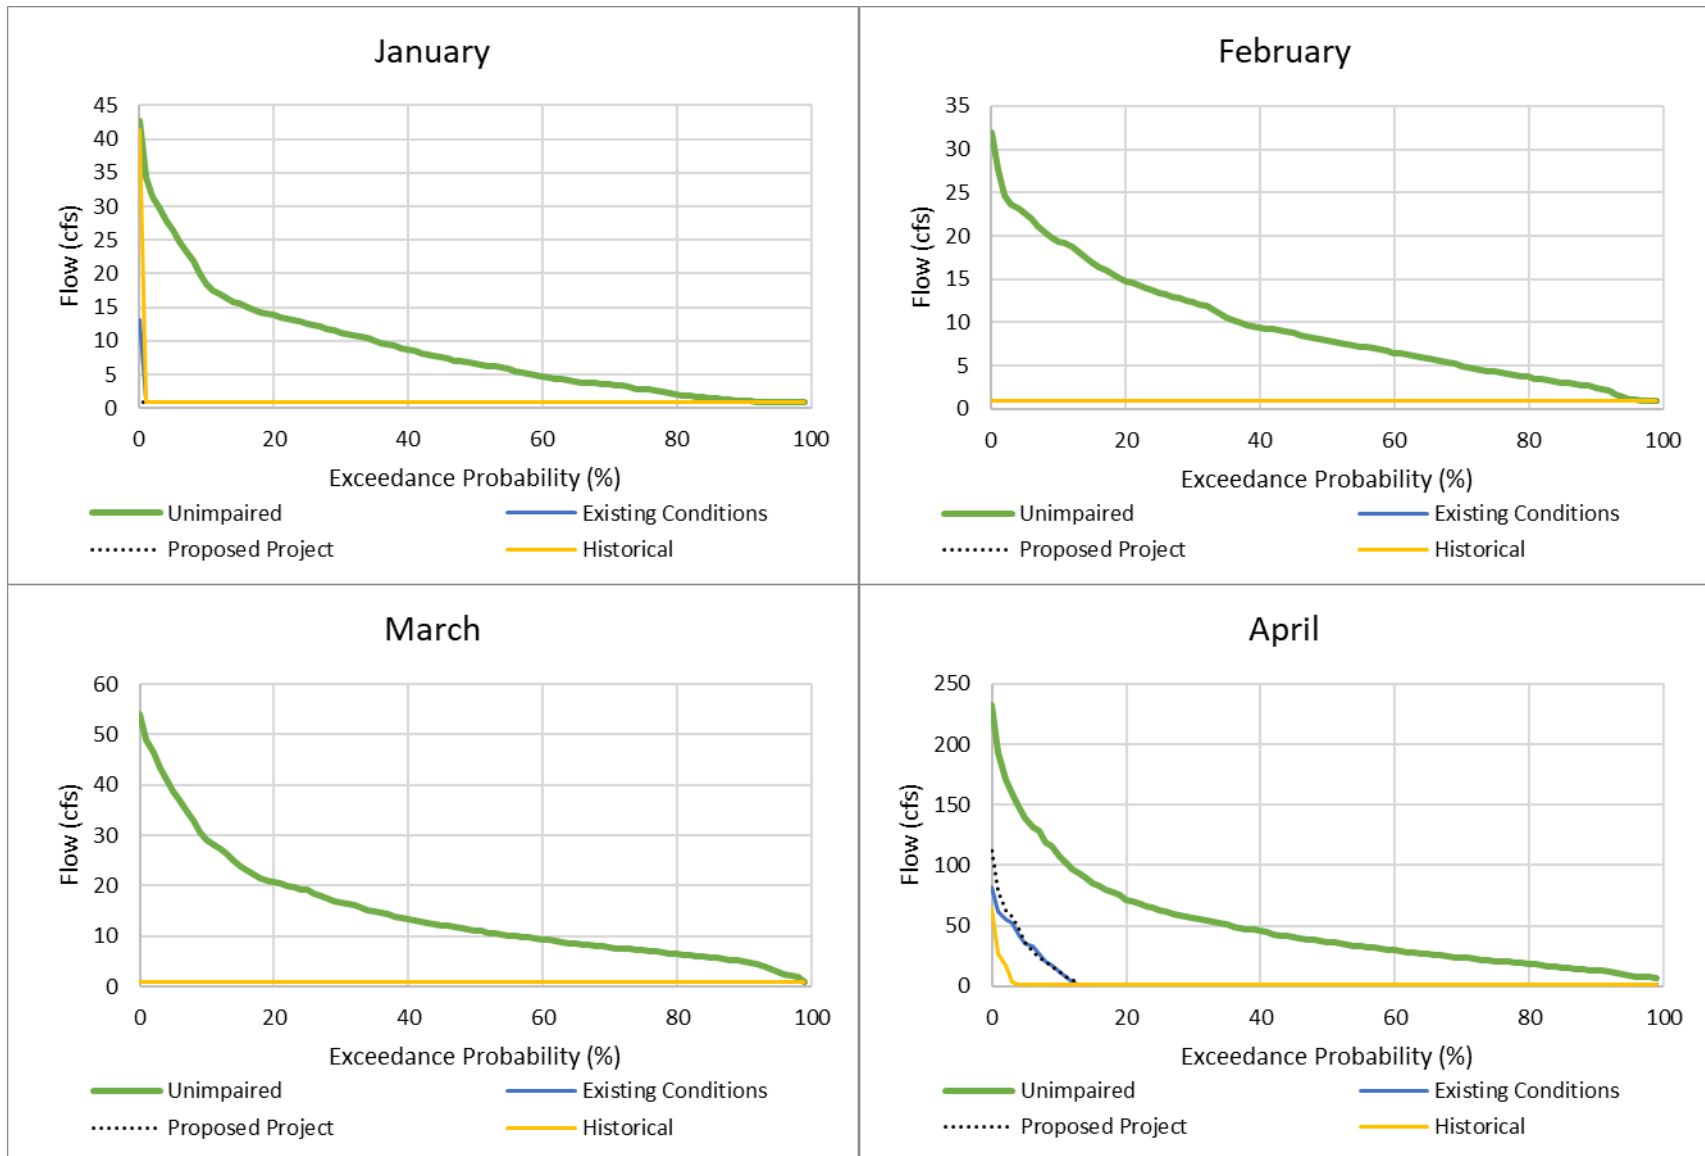 January
45
40
35
30
25
20
15
10
5
0
Flow (cfs)
0 20 40 60 80 100
Exceedance Probability (%)
Unimpaired Existing Conditions
Proposed Project Historical
February
35
30
25
20
15
10
5
0
Flow (cfs)
0 20 40 60 80 100
Exceedance Probability (%)
Unimpaired Existing Conditions
Proposed Project Historical
March
60
50
40
30
20
10
0
Flow (cfs)
0 20 40 60 80 100
Exceedance Probability (%)
Unimpaired Existing Conditions
Proposed Project Historical
April
250
200
150
100
50
0
Flow (cfs)
0 20 40 60 80 100
Exceedance Probability (%)
Unimpaired Existing Conditions
Proposed Project Historical